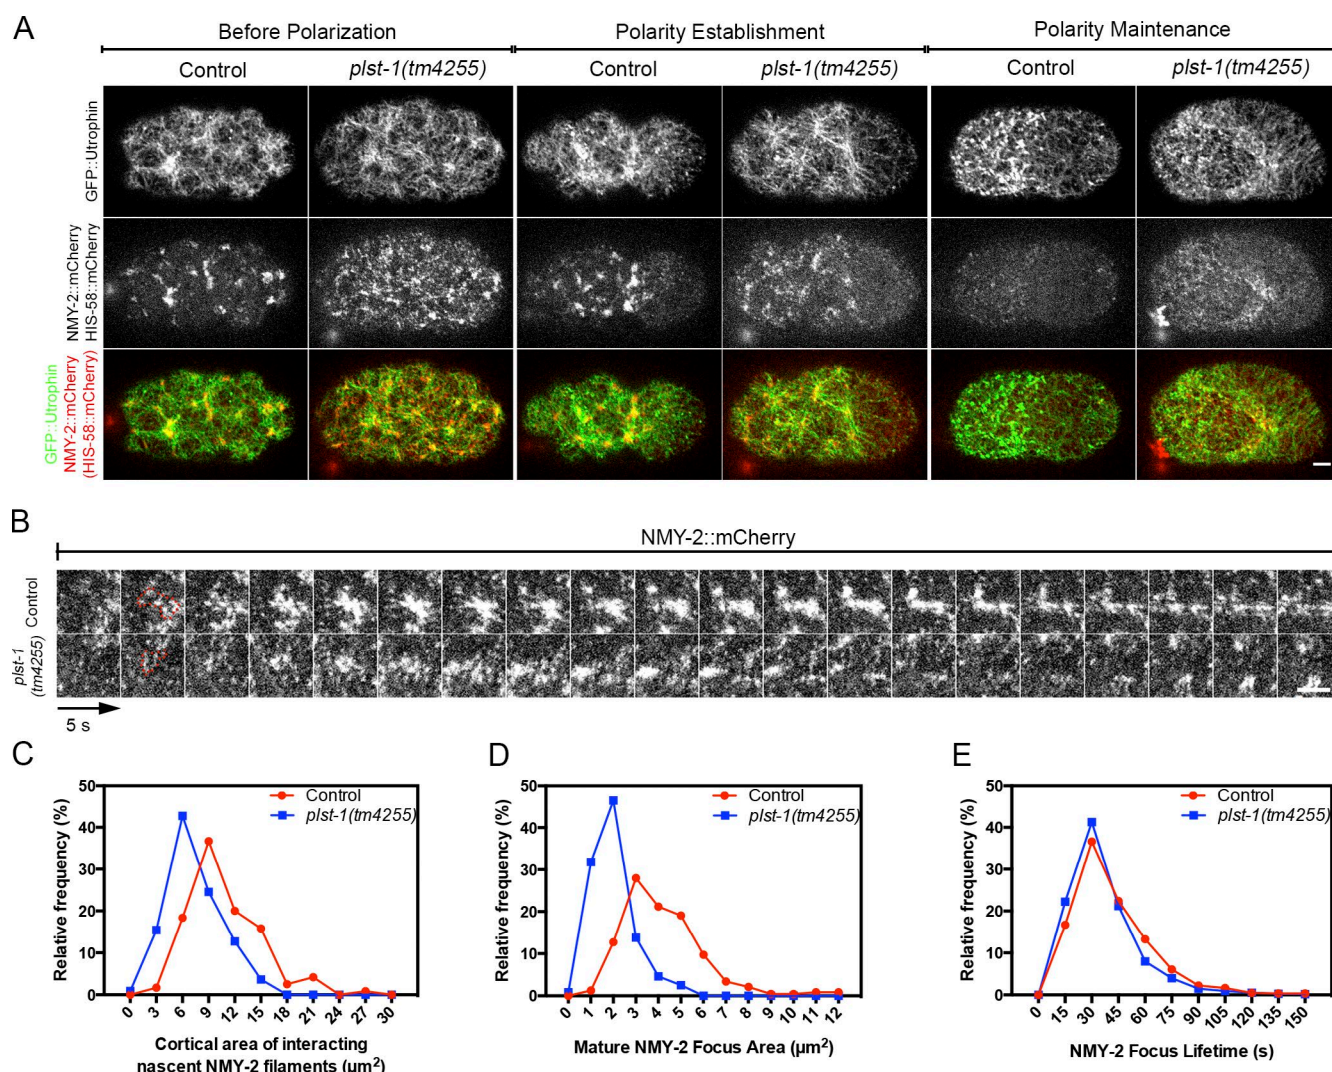 A
Before Polarization
Polarity Establishment
Polarity Maintenance
Control
plst-1(tm4255)
Control
plst-1(tm4255)
Control
plst-1(tm4255)
GFP::Utrophin
NMY-2::mCherry
HIS-58::mCherry
GFP::Utrophin
NMY-2::mCherry
(HIS-58::mCherry)
B
NMY-2::mCherry
Control
plst-1
(tm4255)
5 s
C
Relative frequency (%)
50
40
30
20
10
0
Control
plst-1(tm4255)
0 3 6 9 12 15 18 21 24 27 30
Cortical area of interacting
nascent NMY-2 filaments (µm²)
D
Relative frequency (%)
50
40
30
20
10
0
Control
plst-1(tm4255)
0 1 2 3 4 5 6 7 8 9 10 11 12
Mature NMY-2 Focus Area (µm²)
E
Relative frequency (%)
50
40
30
20
10
0
Control
plst-1(tm4255)
0 15 30 45 60 75 90 105 120 135 150
NMY-2 Focus Lifetime (s)